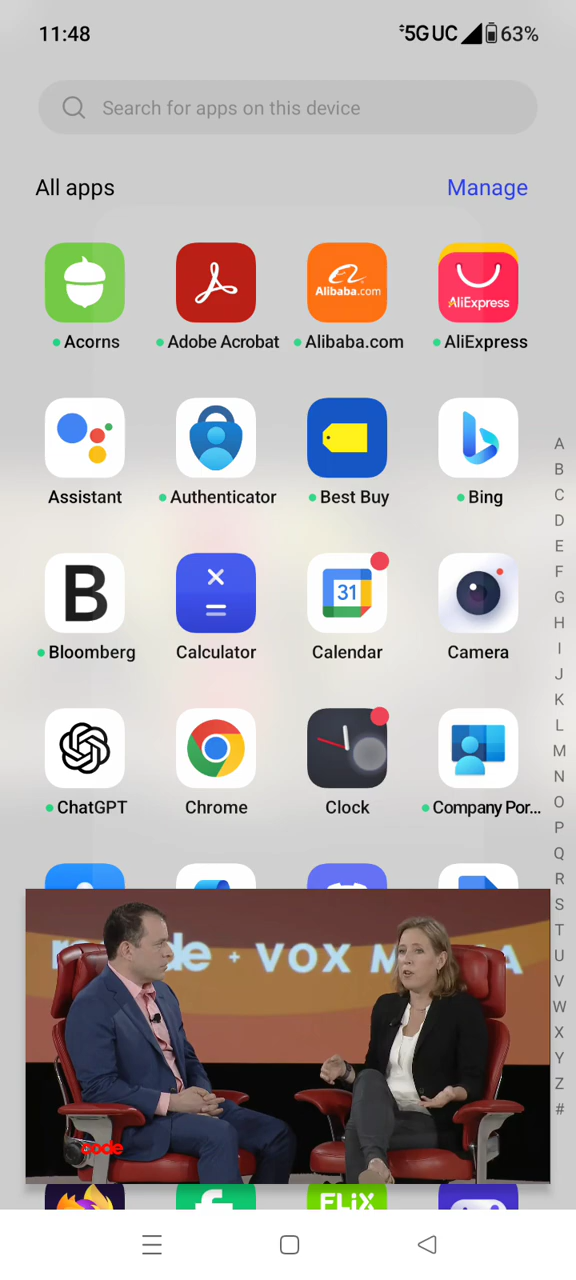 11:48 5G UC 63%
Search for apps on this device
All apps Manage
Alibaba.com AliExpress
Acorns Adobe Acrobat Alibaba.com AliExpress
Assistant Authenticator Best Buy Bing
B 31
Bloomberg Calculator Calendar Camera
ChatGPT Chrome Clock Company Por...
+ VOX
code
FLiX
A
B
C
D
E
F
G
H
I
J
K
L
M
N
O
P
Q
R
S
T
U
V
W
X
Y
Z
#